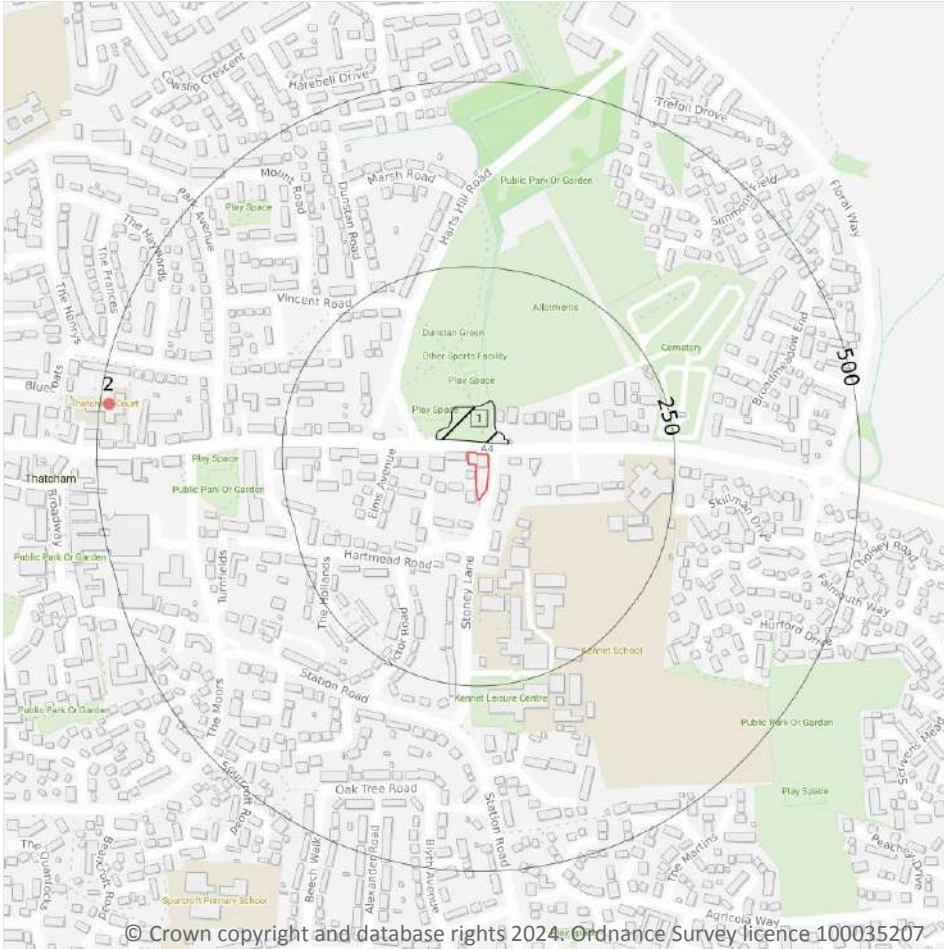 Cowslip Crescent
Harebell Drive
Trefoil Drove
Public Park Or Garden
Mount Road
Marsh Road
Park Avenue
Play Space
Dunstan Road
Harts Hill Road
Simmons Field
Floral Way
The Haywards
The Frances
The Henrys
Vincent Road
Allotments
Dunstan Green
Other Sports Facility
Cemetery
Play Space
Broadmeadow End
500
2
Thatcham Court
Play Space
1
250
A4
Play Space
Thatcham
Public Park Or Garden
Broadway
Elms Avenue
Skillman Drive
Cholsey Road
Public Park Or Garden
Hartmead Road
Turnfields
The Hollands
Stoney Lane
Falmouth Way
Hurford Drive
Victor Road
Kennet School
Station Road
Kennet Leisure Centre
The Moors
Public Park Or Garden
Public Park Or Garden
Scrivens Mead
Spurcroft Road
Oak Tree Road
Play Space
Station Road
The Martins
Peachey Drive
The Quantocks
Bearcroft Road
Beech Walk
Alexander Road
Blyth Avenue
Spurcroft Primary School
Agricola Way
© Crown copyright and database rights 2024. Ordnance Survey licence 100035207